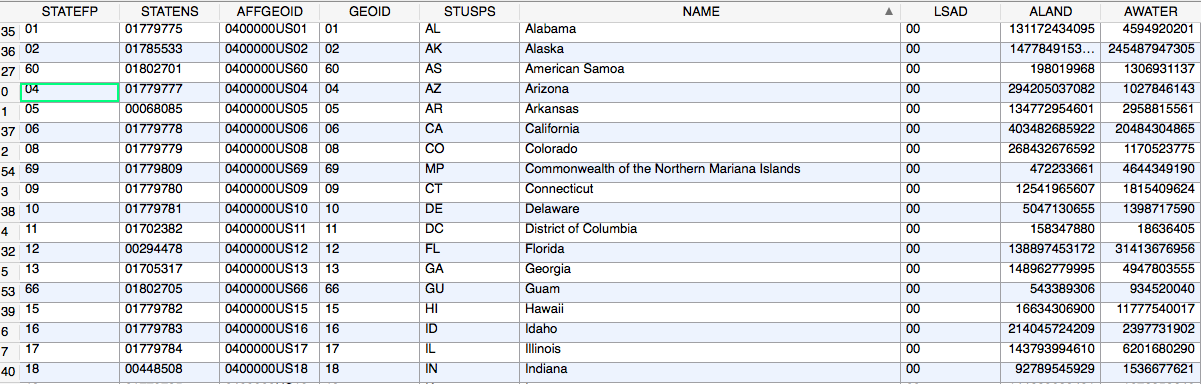 STATEFP STATENS AFFGEOID GEOID STUSPS NAME ▲ LSAD ALAND AWATER
35 01 01779775 0400000US01 01 AL Alabama 00 131172434095 4594920201
36 02 01785533 0400000US02 02 AK Alaska 00 1477849153... 245487947305
27 60 01802701 0400000US60 60 AS American Samoa 00 198019968 1306931137
0 04 01779777 0400000US04 04 AZ Arizona 00 294205037082 1027846143
1 05 00068085 0400000US05 05 AR Arkansas 00 134772954601 2958815561
37 06 01779778 0400000US06 06 CA California 00 403482685922 20484304865
2 08 01779779 0400000US08 08 CO Colorado 00 268432676592 1170523775
54 69 01779809 0400000US69 69 MP Commonwealth of the Northern Mariana Islands 00 472233661 4644349190
3 09 01779780 0400000US09 09 CT Connecticut 00 12541965607 1815409624
38 10 01779781 0400000US10 10 DE Delaware 00 5047130655 1398717590
4 11 01702382 0400000US11 11 DC District of Columbia 00 158347880 18636405
32 12 00294478 0400000US12 12 FL Florida 00 138897453172 31413676956
5 13 01705317 0400000US13 13 GA Georgia 00 148962779995 4947803555
53 66 01802705 0400000US66 66 GU Guam 00 543389306 934520040
39 15 01779782 0400000US15 15 HI Hawaii 00 16634306900 11777540017
6 16 01779783 0400000US16 16 ID Idaho 00 214045724209 2397731902
7 17 01779784 0400000US17 17 IL Illinois 00 143793994610 6201680290
40 18 00448508 0400000US18 18 IN Indiana 00 92789545929 1536677621